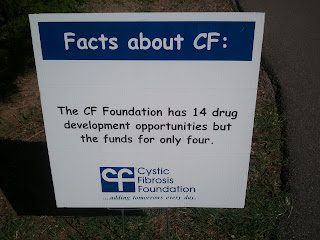 Facts about CF:
The CF Foundation has 14 drug
development opportunities but
the funds for only four.
CF
Cystic
Fibrosis
Foundation
...adding tomorrows every day.